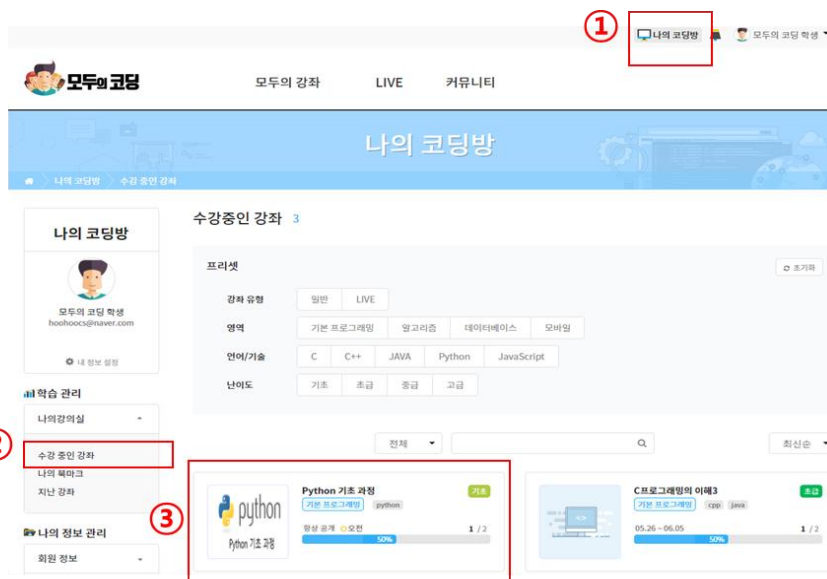 ①
나의 코딩방
모두의 코딩 학생
모두의 코딩
모두의 강좌 LIVE 커뮤니티
나의 코딩방
나의 코딩방 수강 중인 강좌
나의 코딩방
모두의 코딩 학생
hoohoocs@naver.com
내 정보 설정
학습 관리
나의강의실
②
수강 중인 강좌
나의 북마크
지난 강좌
나의 정보 관리
회원 정보
수강중인 강좌 3
프리셋
초기화
강좌 유형 일반 LIVE
영역 기본 프로그래밍 알고리즘 데이터베이스 모바일
언어/기술 C C++ JAVA Python JavaScript
난이도 기초 초급 중급 고급
전체 최신순
③
python
Python 기초 과정
Python 기초 과정 기초
기본 프로그래밍 python
항상 공개 오전 1 / 2
50%
C프로그래밍의 이해3 초급
기본 프로그래밍 cpp java
05.26 ~ 06.05 1 / 2
50%